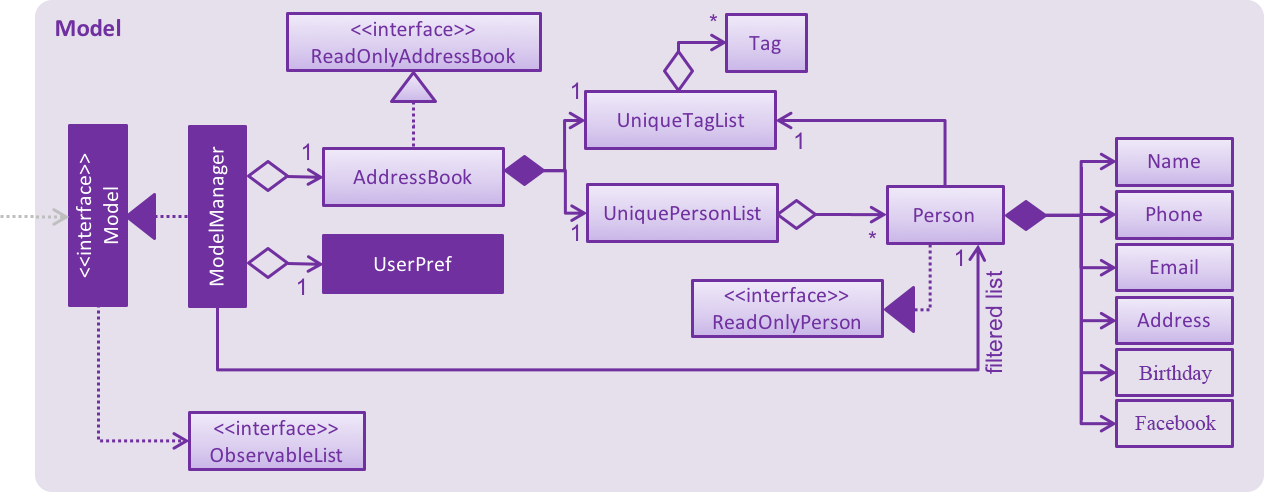 Model
<<interface>>
ReadOnlyAddressBook
*
Tag
<<interface>>
Model
ModelManager
1
AddressBook
1
UniqueTagList
1
1
UniquePersonList
*
Person
1
filtered list
1
UserPref
<<interface>>
ReadOnlyPerson
<<interface>>
ObservableList
Name
Phone
Email
Address
Birthday
Facebook